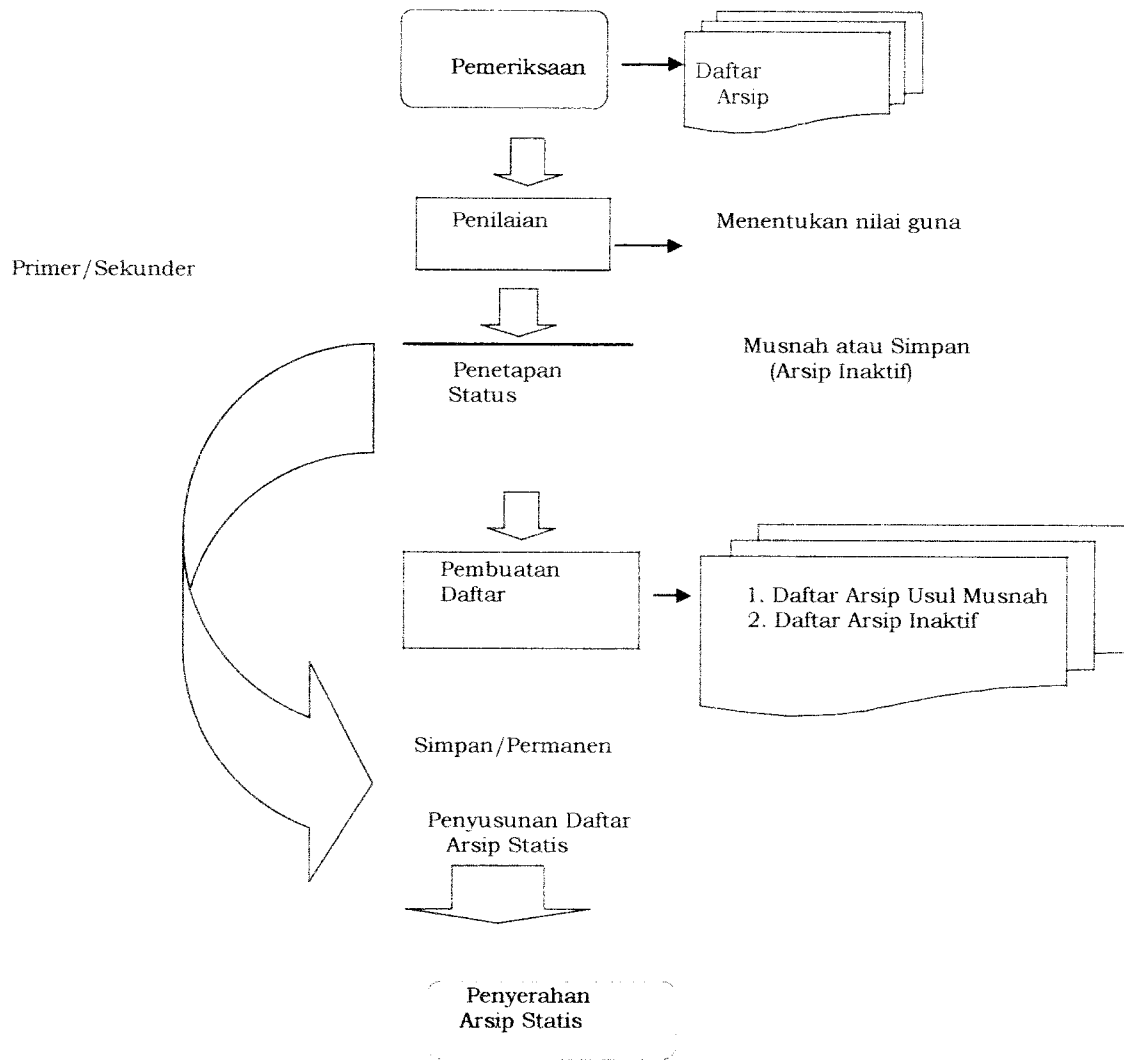 Pemeriksaan
Daftar
Arsip
Penilaian
Menentukan nilai guna
Primer/Sekunder
Penetapan
Status
Musnah atau Simpan
(Arsip Inaktif)
Pembuatan
Daftar
1. Daftar Arsip Usul Musnah
2. Daftar Arsip Inaktif
Simpan/Permanen
Penyusunan Daftar
Arsip Statis
Penyerahan
Arsip Statis